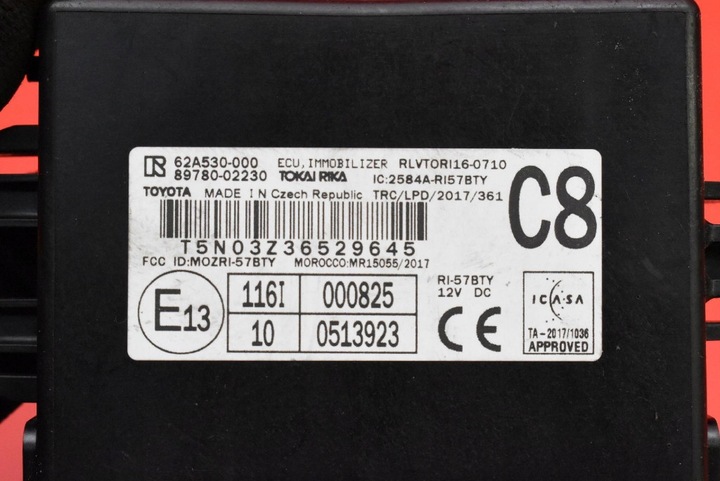 62A530-000 ECU, IMMOBILIZER RLVTORI16-0710
89780-02230 TOKAI RIKA IC:2584A-RI57BTY
TOYOTA MADE IN Czech Republic TRC/LPD/2017/361
C8
T5N03Z36529645
FCC ID:MOZRI-57BTY MOROCCO:MR15055/2017
E13
116I 000825
10 0513923
RI-57BTY
12V DC
CE
ICASA
TA-2017/1036
APPROVED